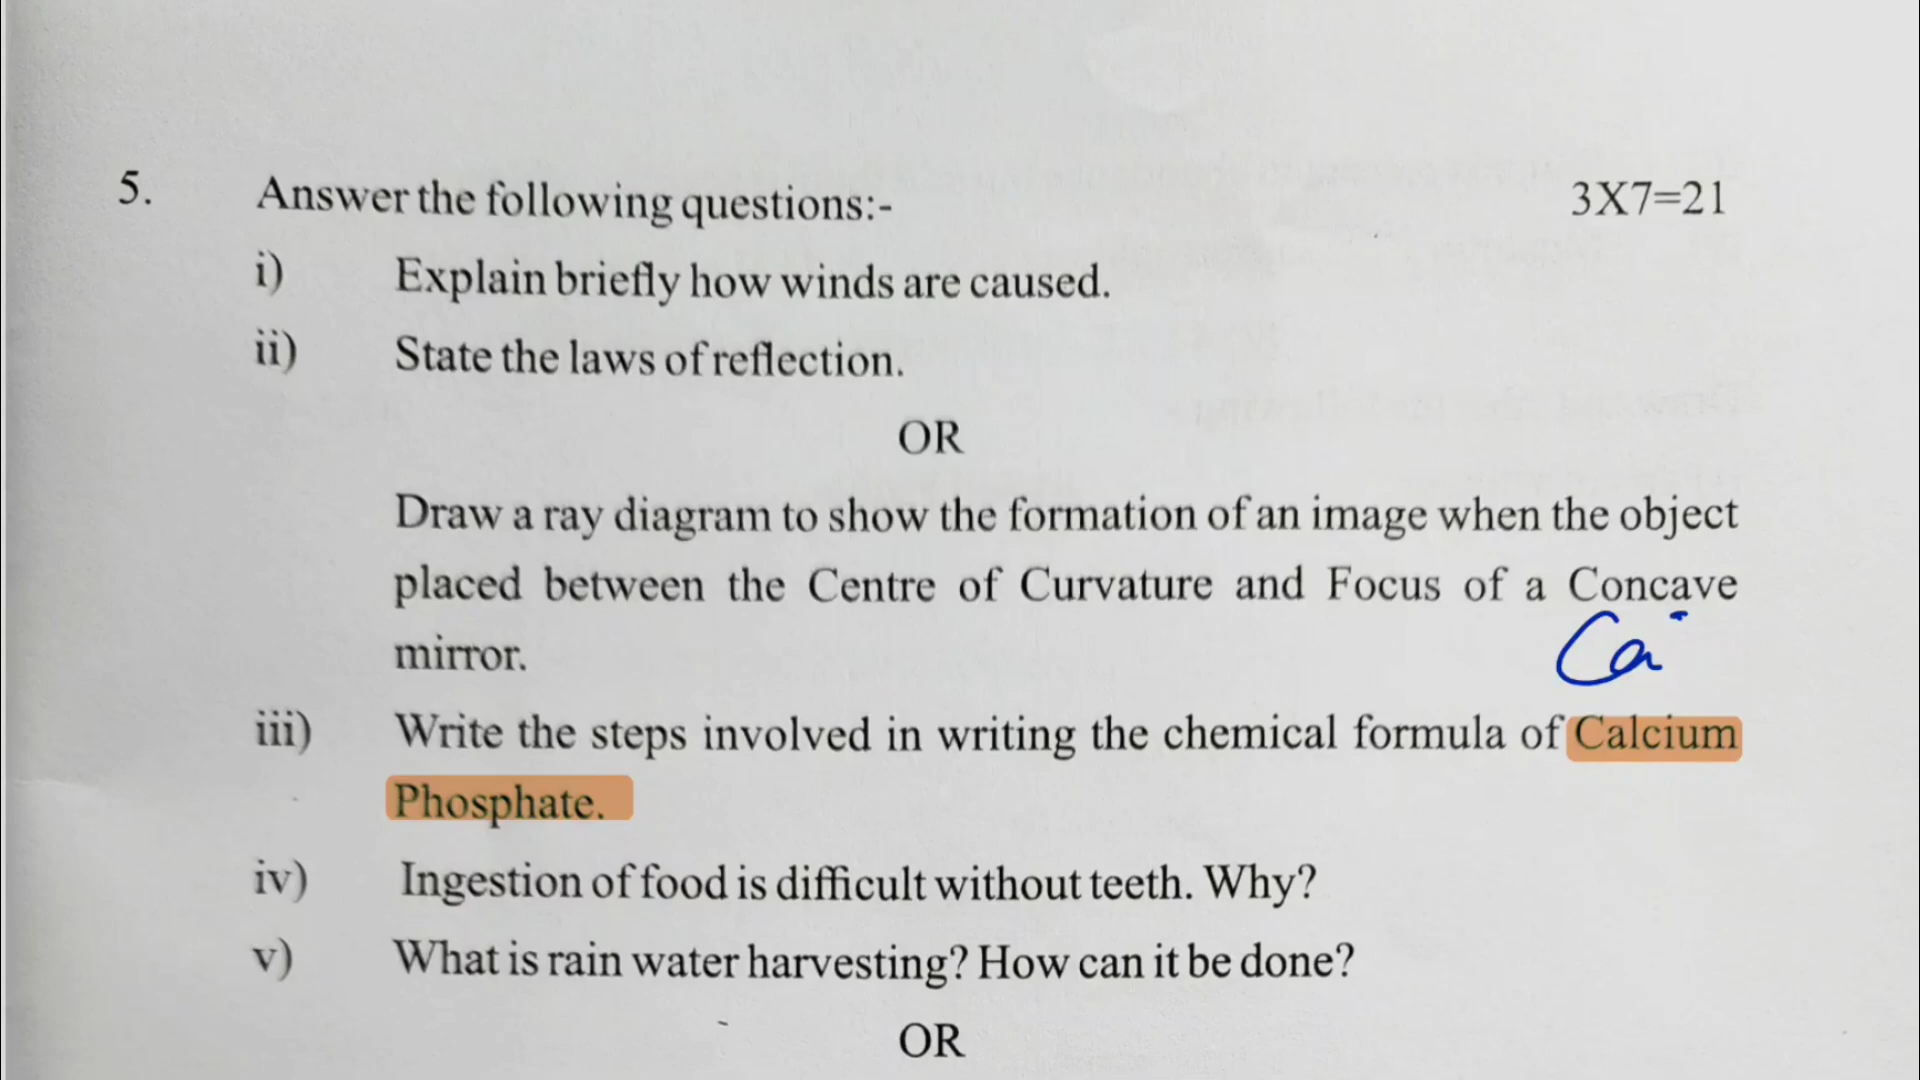 5. Answer the following questions:- 3X7=21
i) Explain briefly how winds are caused.
ii) State the laws of reflection.
OR
Draw a ray diagram to show the formation of an image when the object
placed between the Centre of Curvature and Focus of a Concave
mirror.
Ca
iii) Write the steps involved in writing the chemical formula of Calcium
Phosphate.
iv) Ingestion of food is difficult without teeth. Why?
v) What is rain water harvesting? How can it be done?
OR